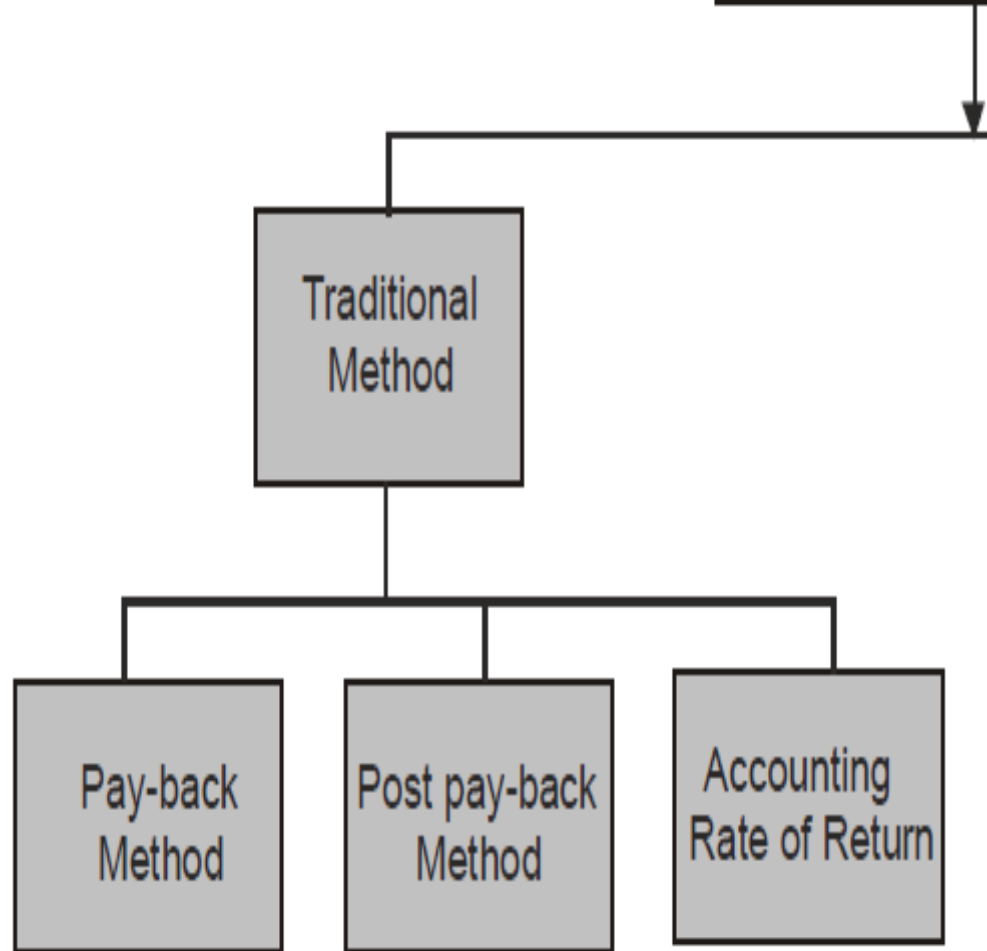 Traditional
Method
Pay-back
Method
Post pay-back
Method
Accounting
Rate of Return